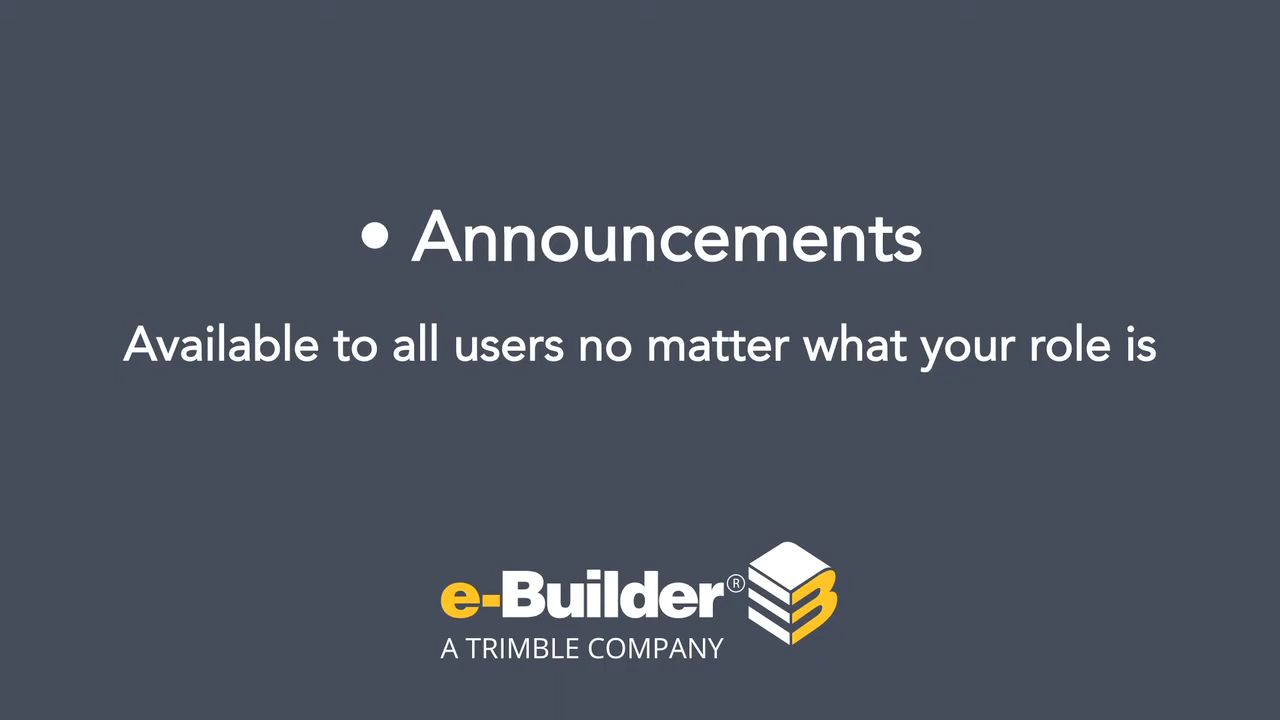 • Announcements
Available to all users no matter what your role is
e-Builder®
A TRIMBLE COMPANY